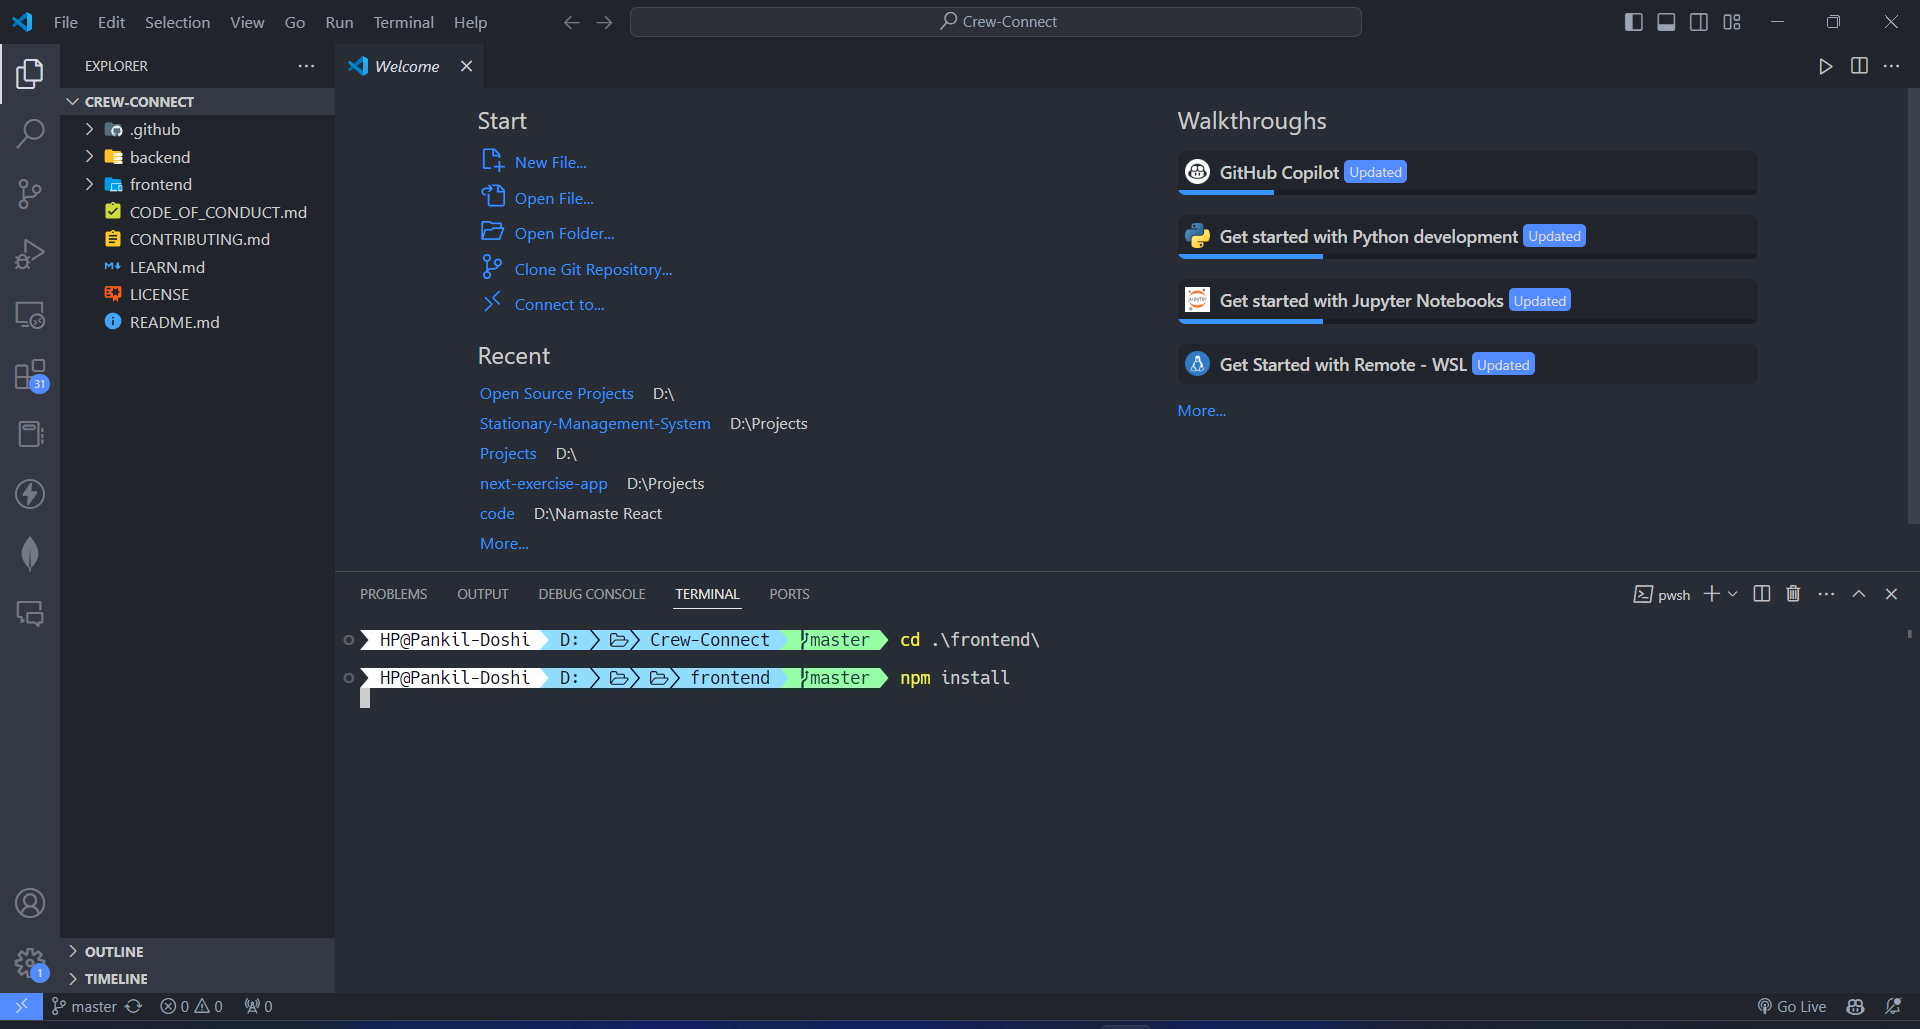 File Edit Selection View Go Run Terminal Help
Crew-Connect
EXPLORER
CREW-CONNECT
.github
backend
frontend
CODE_OF_CONDUCT.md
CONTRIBUTING.md
LEARN.md
LICENSE
README.md
31
1
OUTLINE
TIMELINE
Welcome
Start
New File...
Open File...
Open Folder...
Clone Git Repository...
Connect to...
Recent
Open Source Projects D:\
Stationary-Management-System D:\Projects
Projects D:\
next-exercise-app D:\Projects
code D:\Namaste React
More...
Walkthroughs
GitHub Copilot Updated
Get started with Python development Updated
jupyter
Get started with Jupyter Notebooks Updated
Get Started with Remote - WSL Updated
More...
PROBLEMS OUTPUT DEBUG CONSOLE TERMINAL PORTS
pwsh
HP@Pankil-Doshi D: Crew-Connect master cd .\frontend\
HP@Pankil-Doshi D: frontend master npm install
master 0 0 0
Go Live